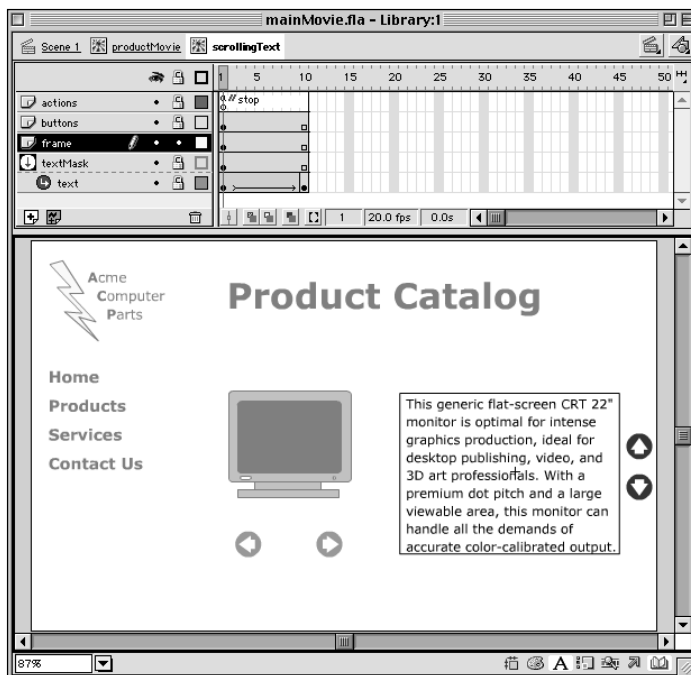 mainMovie.fla - Library:1
Scene 1 productMovie scrollingText
1 5 10 15 20 25 30 35 40 45 50
actions
// stop
buttons
frame
textMask
text
1 20.0 fps 0.0s
Acme
Computer
Parts
Product Catalog
Home
Products
Services
Contact Us
This generic flat-screen CRT 22"
monitor is optimal for intense
graphics production, ideal for
desktop publishing, video, and
3D art professionals. With a
premium dot pitch and a large
viewable area, this monitor can
handle all the demands of
accurate color-calibrated output.
87%